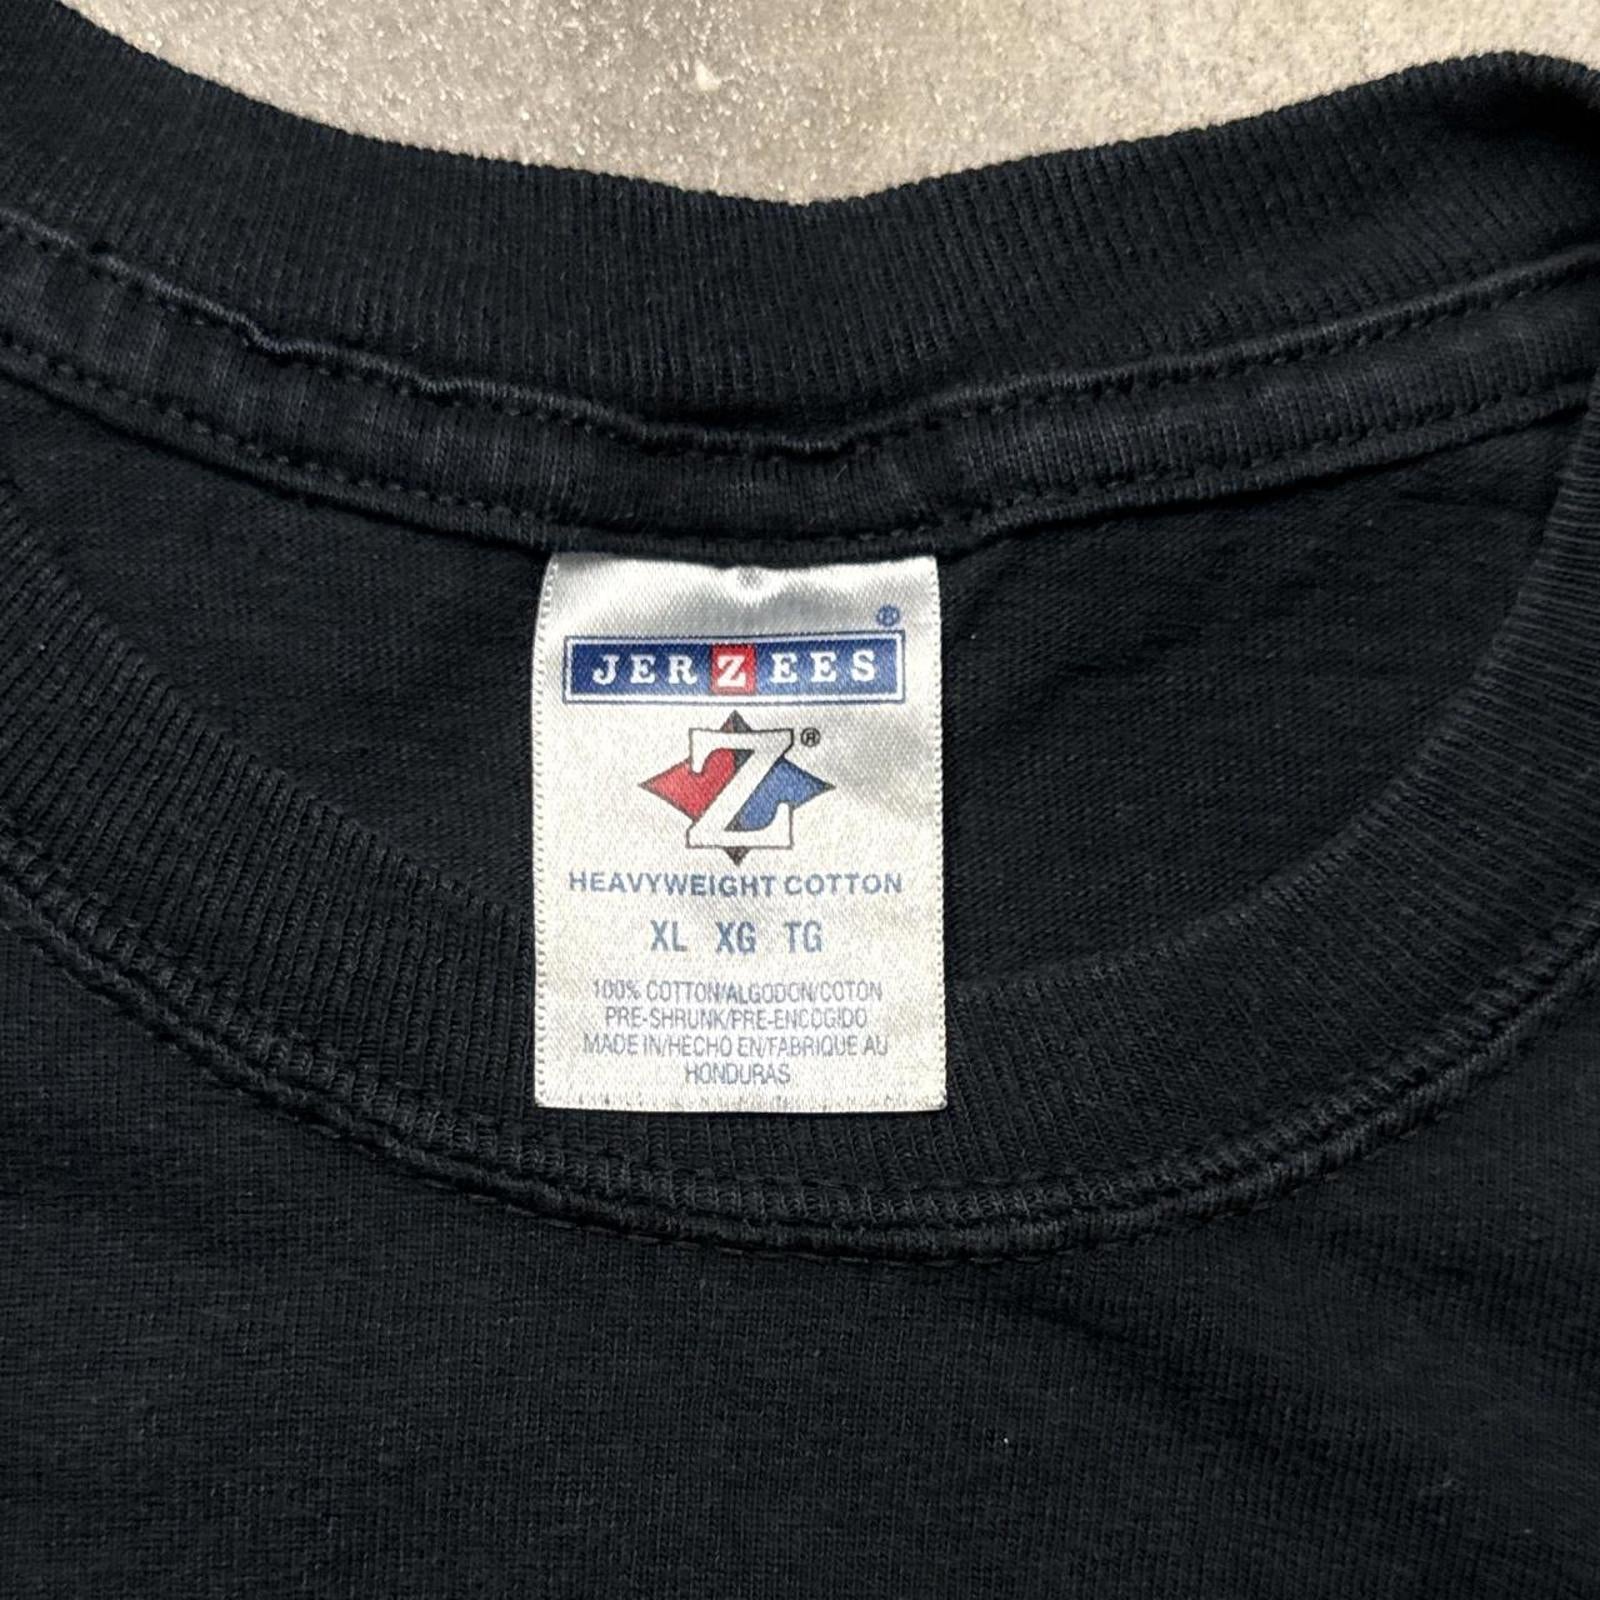 JERZEES®
Z®
HEAVYWEIGHT COTTON
XL XG TG
100% COTTON/ALGODON/COTON
PRE-SHRUNK/PRE-ENCOGIDO
MADE IN/HECHO EN/FABRIQUE AU
HONDURAS